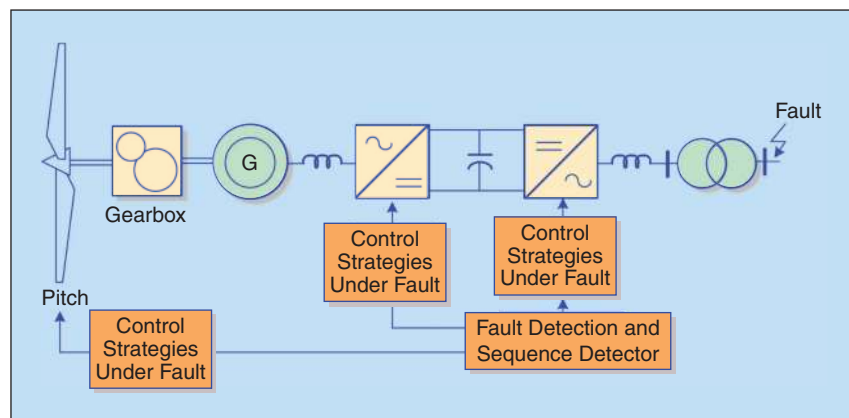 Fault
G
Gearbox
Control
Strategies
Under Fault
Control
Strategies
Under Fault
Pitch
Control
Strategies
Under Fault
Fault Detection and
Sequence Detector